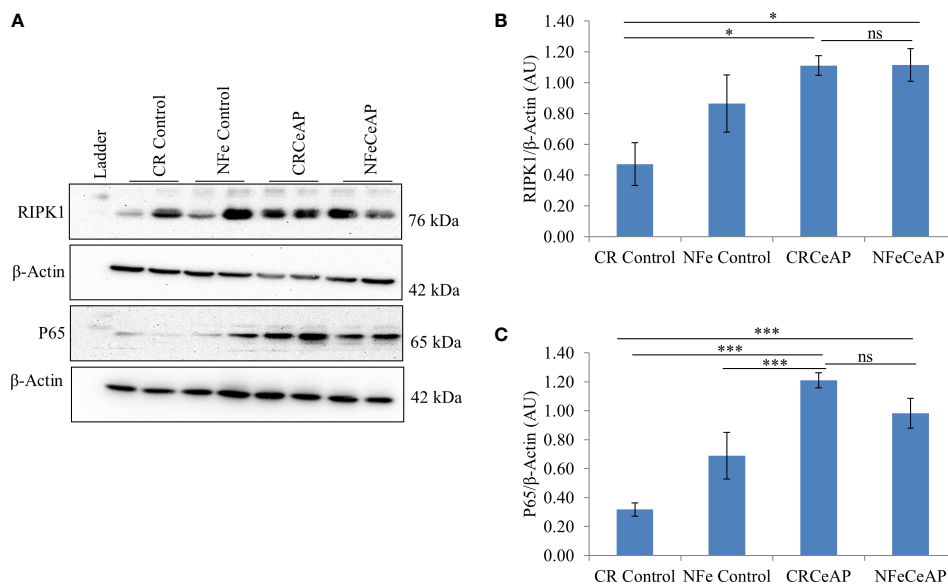 A
Ladder
CR Control
NFe Control
CRCeAP
NFeCeAP
RIPK1
76 kDa
β-Actin
42 kDa
P65
65 kDa
β-Actin
42 kDa
B
RIPK1/β-Actin (AU)
1.40
1.20
1.00
0.80
0.60
0.40
0.20
0.00
*
*
ns
CR Control NFe Control CRCeAP NFeCeAP
C
P65/β-Actin (AU)
1.40
1.20
1.00
0.80
0.60
0.40
0.20
0.00
***
***
***
ns
CR Control NFe Control CRCeAP NFeCeAP